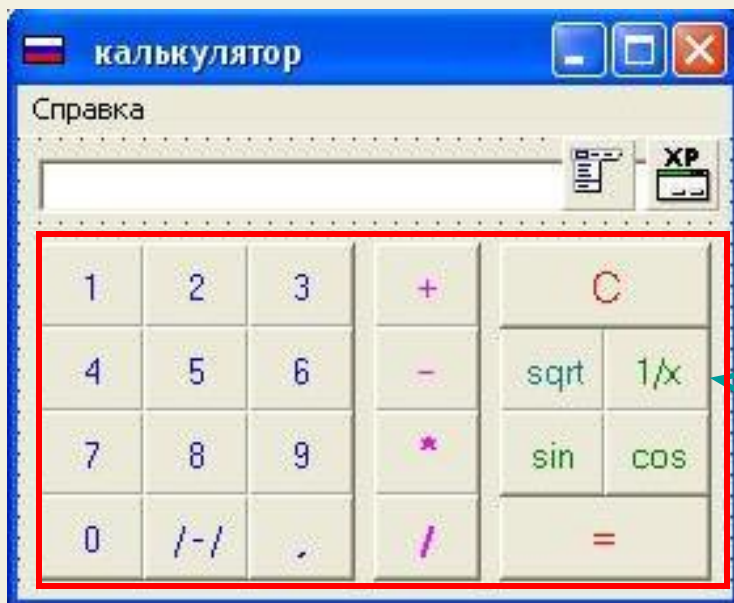 калькулятор
Справка
XP
1 2 3 + C
4 5 6 - sqrt 1/x
7 8 9 * sin cos
0 /-/ , / =